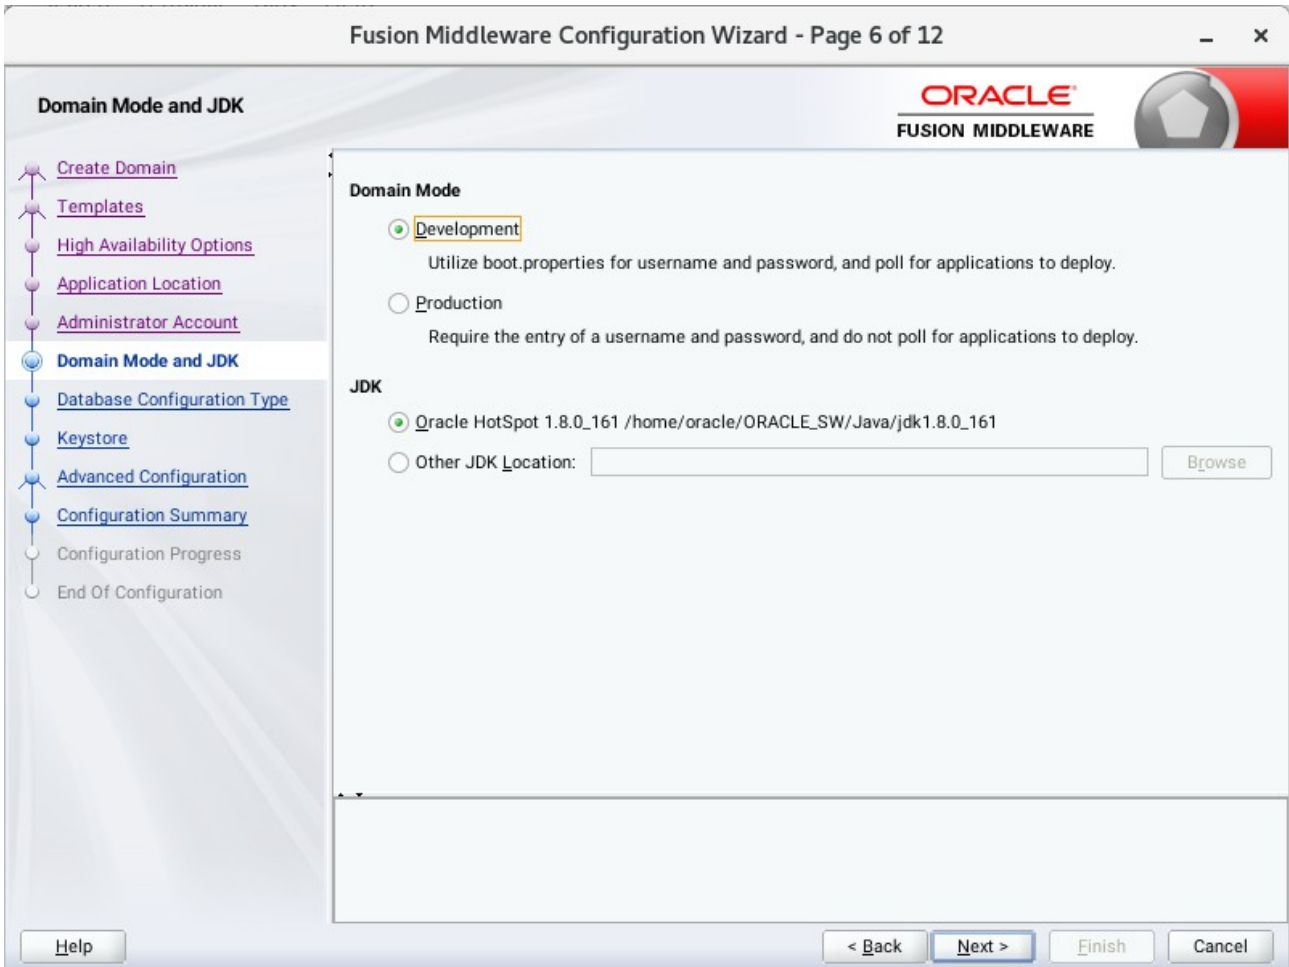 Fusion Middleware Configuration Wizard - Page 6 of 12
Domain Mode and JDK
ORACLE
FUSION MIDDLEWARE
Create Domain
Templates
High Availability Options
Application Location
Administrator Account
Domain Mode and JDK
Database Configuration Type
Keystore
Advanced Configuration
Configuration Summary
Configuration Progress
End Of Configuration
Domain Mode
Development
Utilize boot.properties for username and password, and poll for applications to deploy.
Production
Require the entry of a username and password, and do not poll for applications to deploy.
JDK
Oracle HotSpot 1.8.0_161 /home/oracle/ORACLE_SW/Java/jdk1.8.0_161
Other JDK Location: Browse
Help < Back Next > Finish Cancel